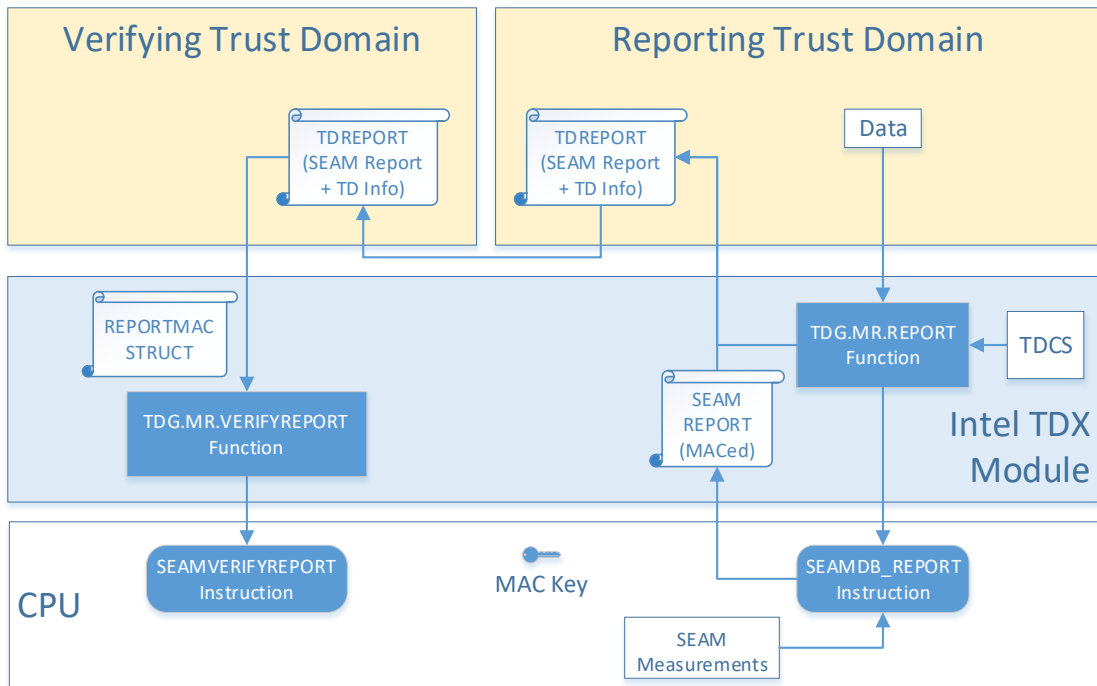 Verifying Trust Domain
Reporting Trust Domain
TDREPORT
(SEAM Report
+ TD Info)
TDREPORT
(SEAM Report
+ TD Info)
Data
REPORTMAC
STRUCT
TDG.MR.REPORT
Function
TDCS
TDG.MR.VERIFYREPORT
Function
SEAM
REPORT
(MACed)
Intel TDX
Module
SEAMVERIFYREPORT
Instruction
MAC Key
SEAMDB_REPORT
Instruction
CPU
SEAM
Measurements